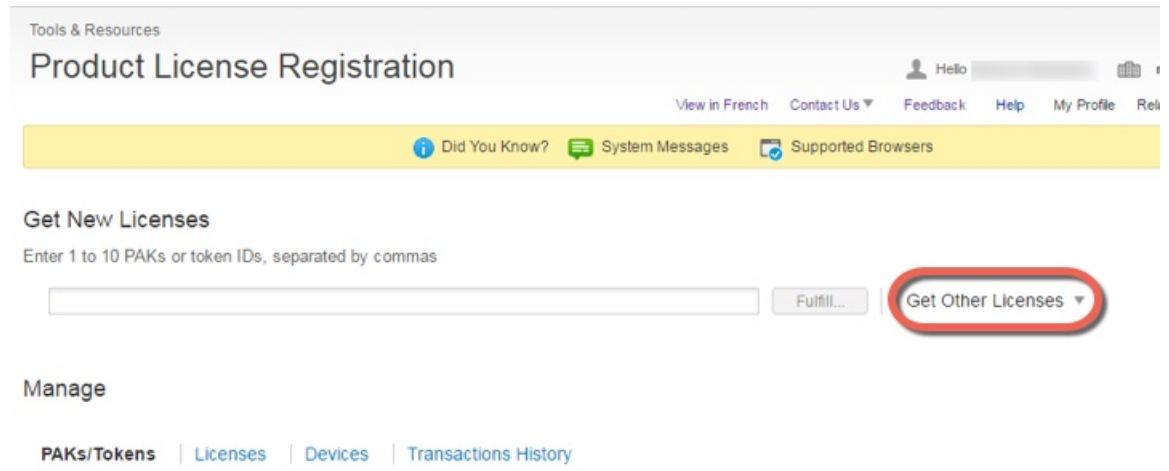 Tools & Resources
Product License Registration
Hello
View in French Contact Us Feedback Help My Profile
Did You Know? System Messages Supported Browsers
Get New Licenses
Enter 1 to 10 PAKs or token IDs, separated by commas
Fulfill... Get Other Licenses
Manage
PAKs/Tokens Licenses Devices Transactions History